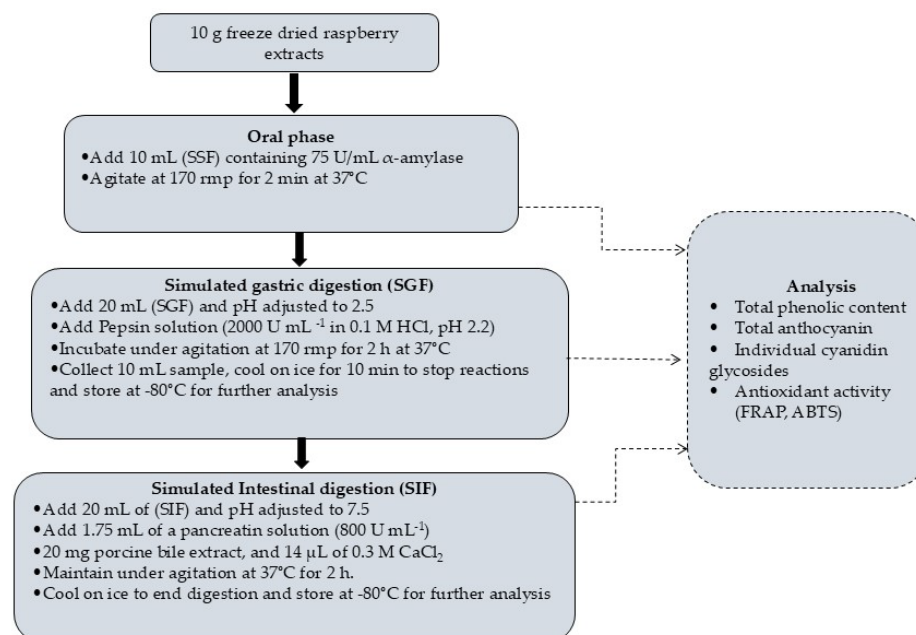 10 g freeze dried raspberry
extracts
Oral phase
•Add 10 mL (SSF) containing 75 U/mL α-amylase
•Agitate at 170 rmp for 2 min at 37°C
Simulated gastric digestion (SGF)
•Add 20 mL (SGF) and pH adjusted to 2.5
•Add Pepsin solution (2000 U mL ⁻¹ in 0.1 M HCl, pH 2.2)
•Incubate under agitation at 170 rmp for 2 h at 37°C
•Collect 10 mL sample, cool on ice for 10 min to stop reactions
and store at -80°C for further analysis
Simulated Intestinal digestion (SIF)
•Add 20 mL of (SIF) and pH adjusted to 7.5
•Add 1.75 mL of a pancreatin solution (800 U mL⁻¹)
•20 mg porcine bile extract, and 14 µL of 0.3 M CaCl₂
•Maintain under agitation at 37°C for 2 h.
•Cool on ice to end digestion and store at -80°C for further analysis
Analysis
• Total phenolic content
• Total anthocyanin
• Individual cyanidin
glycosides
• Antioxidant activity
(FRAP, ABTS)